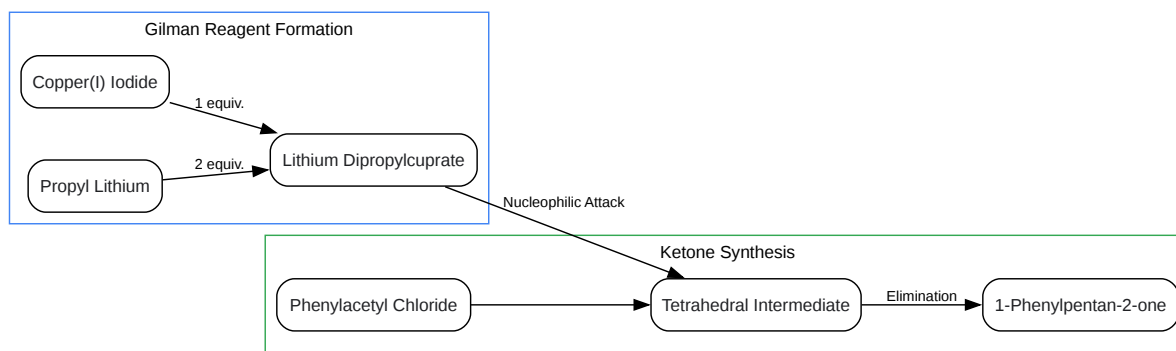 Gilman Reagent Formation
Copper(I) Iodide
1 equiv.
Propyl Lithium
2 equiv.
Lithium Dipropylcuprate
Nucleophilic Attack
Ketone Synthesis
Phenylacetyl Chloride
Tetrahedral Intermediate
Elimination
1-Phenylpentan-2-one